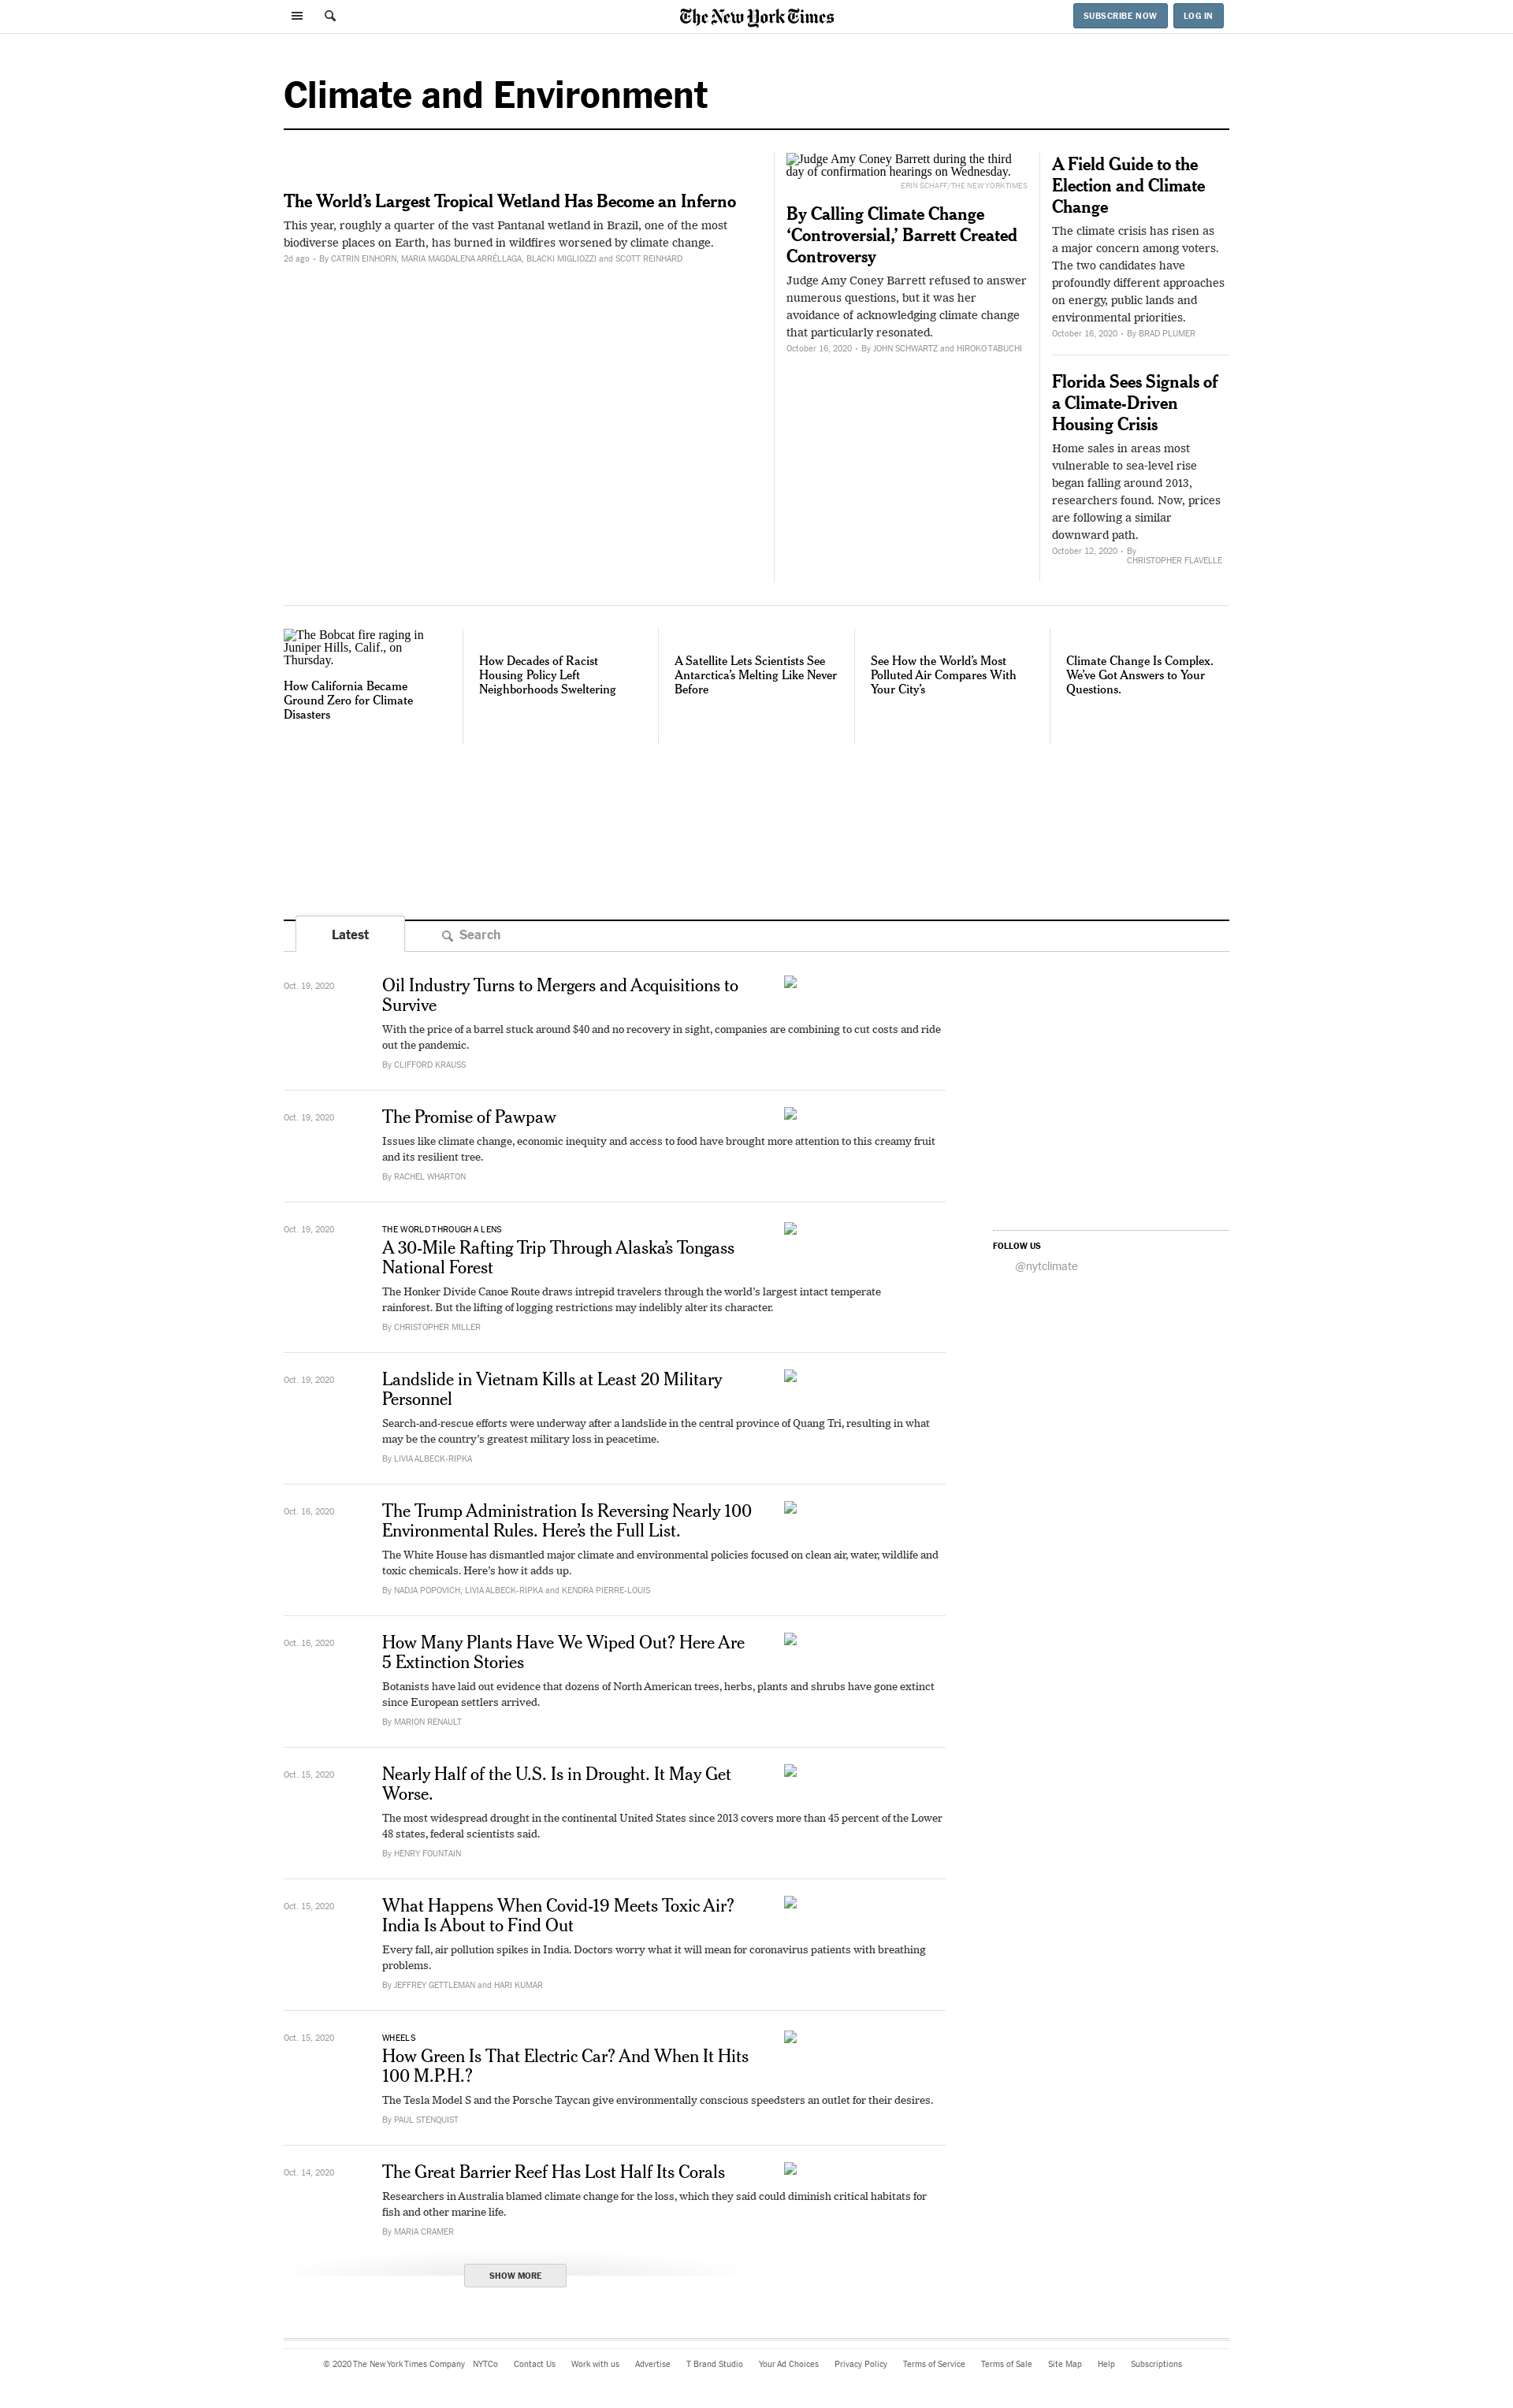 The New York Times
SUBSCRIBE NOW
LOG IN
Climate and Environment
The World’s Largest Tropical Wetland Has Become an Inferno
This year, roughly a quarter of the vast Pantanal wetland in Brazil, one of the most
biodiverse places on Earth, has burned in wildfires worsened by climate change.
2d ago • By CATRIN EINHORN, MARIA MAGDALENA ARRÉLLAGA, BLACKI MIGLIOZZI and SCOTT REINHARD
Judge Amy Coney Barrett during the third
day of confirmation hearings on Wednesday.
ERIN SCHAFF/THE NEW YORK TIMES
By Calling Climate Change
‘Controversial,’ Barrett Created
Controversy
Judge Amy Coney Barrett refused to answer
numerous questions, but it was her
avoidance of acknowledging climate change
that particularly resonated.
October 16, 2020 • By JOHN SCHWARTZ and HIROKO TABUCHI
A Field Guide to the
Election and Climate
Change
The climate crisis has risen as
a major concern among voters.
The two candidates have
profoundly different approaches
on energy, public lands and
environmental priorities.
October 16, 2020 • By BRAD PLUMER
Florida Sees Signals of
a Climate-Driven
Housing Crisis
Home sales in areas most
vulnerable to sea-level rise
began falling around 2013,
researchers found. Now, prices
are following a similar
downward path.
October 12, 2020 • By
CHRISTOPHER FLAVELLE
The Bobcat fire raging in
Juniper Hills, Calif., on
Thursday.
How California Became
Ground Zero for Climate
Disasters
How Decades of Racist
Housing Policy Left
Neighborhoods Sweltering
A Satellite Lets Scientists See
Antarctica’s Melting Like Never
Before
See How the World’s Most
Polluted Air Compares With
Your City’s
Climate Change Is Complex.
We’ve Got Answers to Your
Questions.
Latest
Search
Oct. 19, 2020
Oil Industry Turns to Mergers and Acquisitions to
Survive
With the price of a barrel stuck around $40 and no recovery in sight, companies are combining to cut costs and ride
out the pandemic.
By CLIFFORD KRAUSS
Oct. 19, 2020
The Promise of Pawpaw
Issues like climate change, economic inequity and access to food have brought more attention to this creamy fruit
and its resilient tree.
By RACHEL WHARTON
Oct. 19, 2020
THE WORLD THROUGH A LENS
A 30-Mile Rafting Trip Through Alaska’s Tongass
National Forest
The Honker Divide Canoe Route draws intrepid travelers through the world’s largest intact temperate
rainforest. But the lifting of logging restrictions may indelibly alter its character.
By CHRISTOPHER MILLER
FOLLOW US
@nytclimate
Oct. 19, 2020
Landslide in Vietnam Kills at Least 20 Military
Personnel
Search-and-rescue efforts were underway after a landslide in the central province of Quang Tri, resulting in what
may be the country’s greatest military loss in peacetime.
By LIVIA ALBECK-RIPKA
Oct. 16, 2020
The Trump Administration Is Reversing Nearly 100
Environmental Rules. Here’s the Full List.
The White House has dismantled major climate and environmental policies focused on clean air, water, wildlife and
toxic chemicals. Here’s how it adds up.
By NADJA POPOVICH, LIVIA ALBECK-RIPKA and KENDRA PIERRE-LOUIS
Oct. 16, 2020
How Many Plants Have We Wiped Out? Here Are
5 Extinction Stories
Botanists have laid out evidence that dozens of North American trees, herbs, plants and shrubs have gone extinct
since European settlers arrived.
By MARION RENAULT
Oct. 15, 2020
Nearly Half of the U.S. Is in Drought. It May Get
Worse.
The most widespread drought in the continental United States since 2013 covers more than 45 percent of the Lower
48 states, federal scientists said.
By HENRY FOUNTAIN
Oct. 15, 2020
What Happens When Covid-19 Meets Toxic Air?
India Is About to Find Out
Every fall, air pollution spikes in India. Doctors worry what it will mean for coronavirus patients with breathing
problems.
By JEFFREY GETTLEMAN and HARI KUMAR
Oct. 15, 2020
WHEELS
How Green Is That Electric Car? And When It Hits
100 M.P.H.?
The Tesla Model S and the Porsche Taycan give environmentally conscious speedsters an outlet for their desires.
By PAUL STENQUIST
Oct. 14, 2020
The Great Barrier Reef Has Lost Half Its Corals
Researchers in Australia blamed climate change for the loss, which they said could diminish critical habitats for
fish and other marine life.
By MARIA CRAMER
SHOW MORE
© 2020 The New York Times Company NYTCo Contact Us Work with us Advertise T Brand Studio Your Ad Choices Privacy Policy Terms of Service Terms of Sale Site Map Help Subscriptions